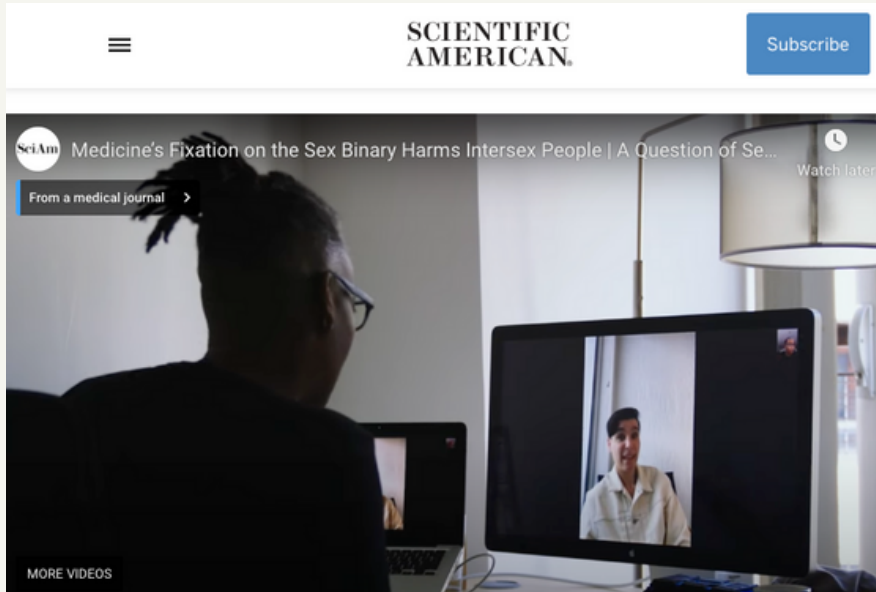 SCIENTIFIC
AMERICAN
Subscribe
SciAm
Medicine's Fixation on the Sex Binary Harms Intersex People | A Question of Se...
Watch later
From a medical journal
MORE VIDEOS